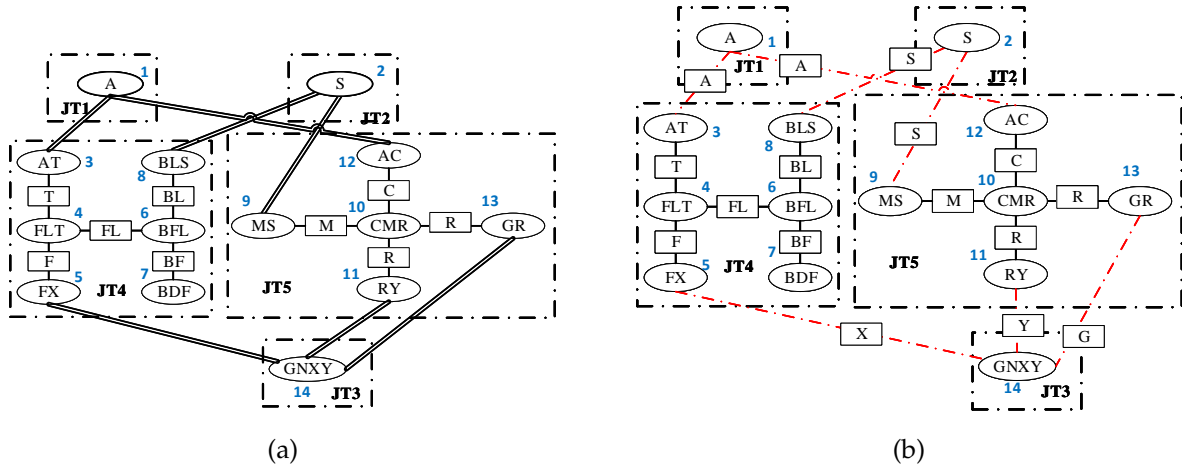 A 1
JT1
S 2
JT2
AT 3
BLS 8
AC 12
T
BL
C
9 MS
M
10 CMR
R
13 GR
4 FLT
FL
6 BFL
F
BF
R
5 FX
7 BDF
11 RY
JT4
JT5
GNXY
14
JT3
(a)
A 1
JT1
S 2
JT2
A
A
S
AT 3
BLS 8
AC 12
S
T
BL
C
9 MS
M
10 CMR
R
13 GR
4 FLT
FL
6 BFL
F
BF
R
5 FX
7 BDF
11 RY
JT4
JT5
X
Y
G
GNXY
14
JT3
(b)